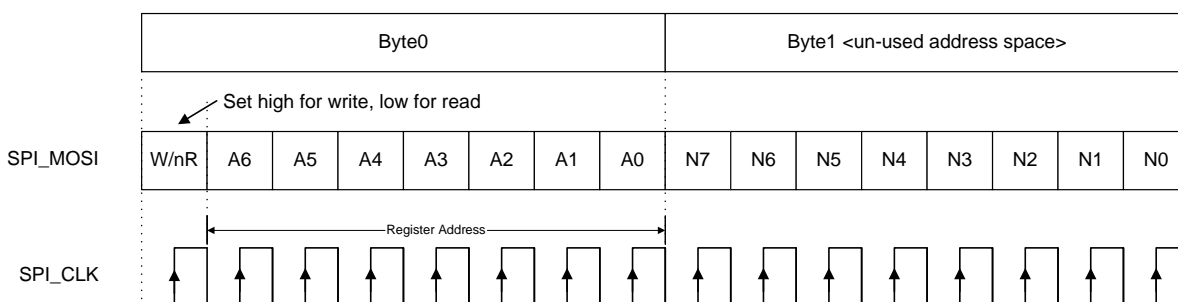 Byte0 Byte1 <un-used address space>
Set high for write, low for read
SPI_MOSI W/nR A6 A5 A4 A3 A2 A1 A0 N7 N6 N5 N4 N3 N2 N1 N0
Register Address
SPI_CLK